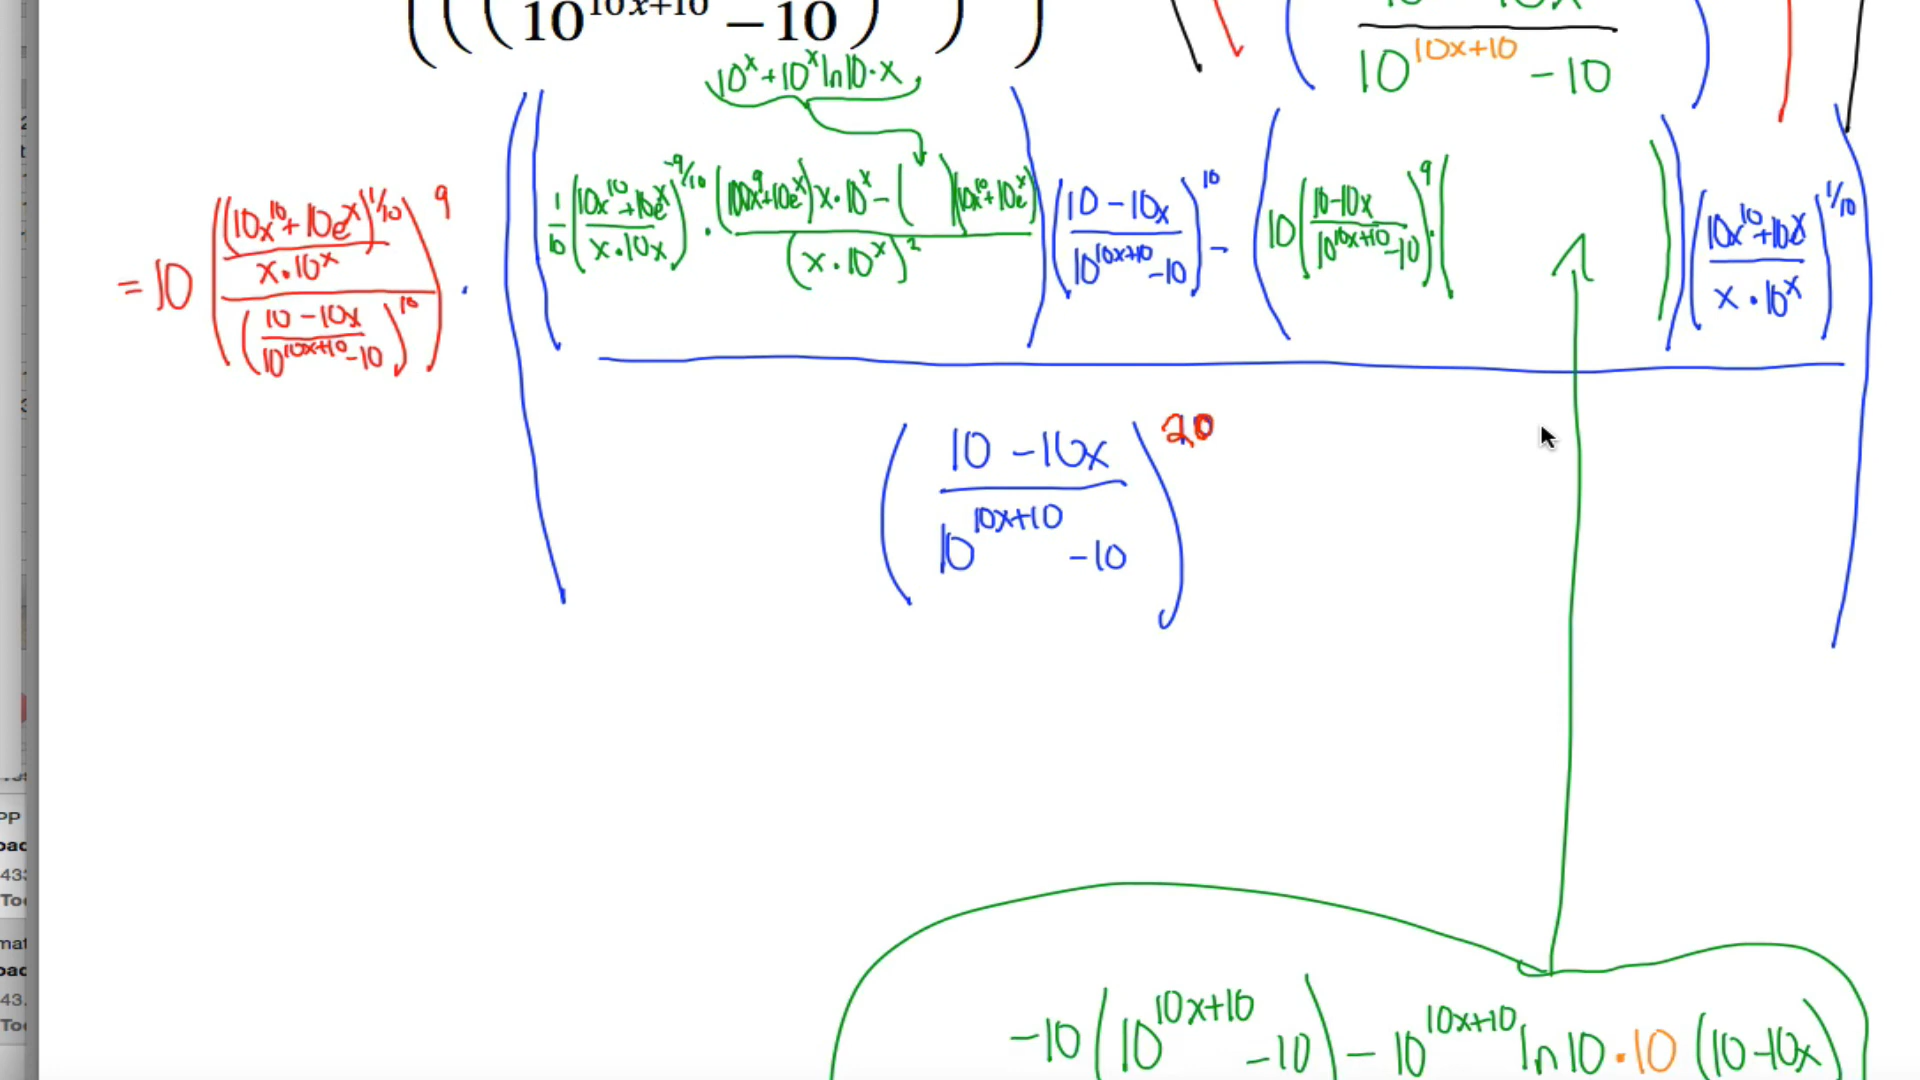 10^{10x+10} - 10
10^{10x+10} - 10
10^x + 10^x ln10 · x
= 10 ( ((10x^{10} + 10e^x)/(x · 10^x))^{1/10} / ((10 - 10x)/(10^{10x+10} - 10))^{10} )^9 · ( ( 1/10 ((10x^{10} + 10e^x)/(x · 10x))^{-9/10} · ((100x^9 + 10e^x) x · 10^x - ( )(10x^{10} + 10e^x))/(x · 10^x)^2 ) ((10 - 10x)/(10^{10x+10} - 10))^{10} - ( 10 ((10 - 10x)/(10^{10x+10} - 10))^9 · ( ) ) ((10x^{10} + 10e^x)/(x · 10^x))^{1/10}
((10 - 10x)/(10^{10x+10} - 10))^{20}
-10 (10^{10x+10} - 10) - 10^{10x+10} ln 10 · 10 (10 - 10x)